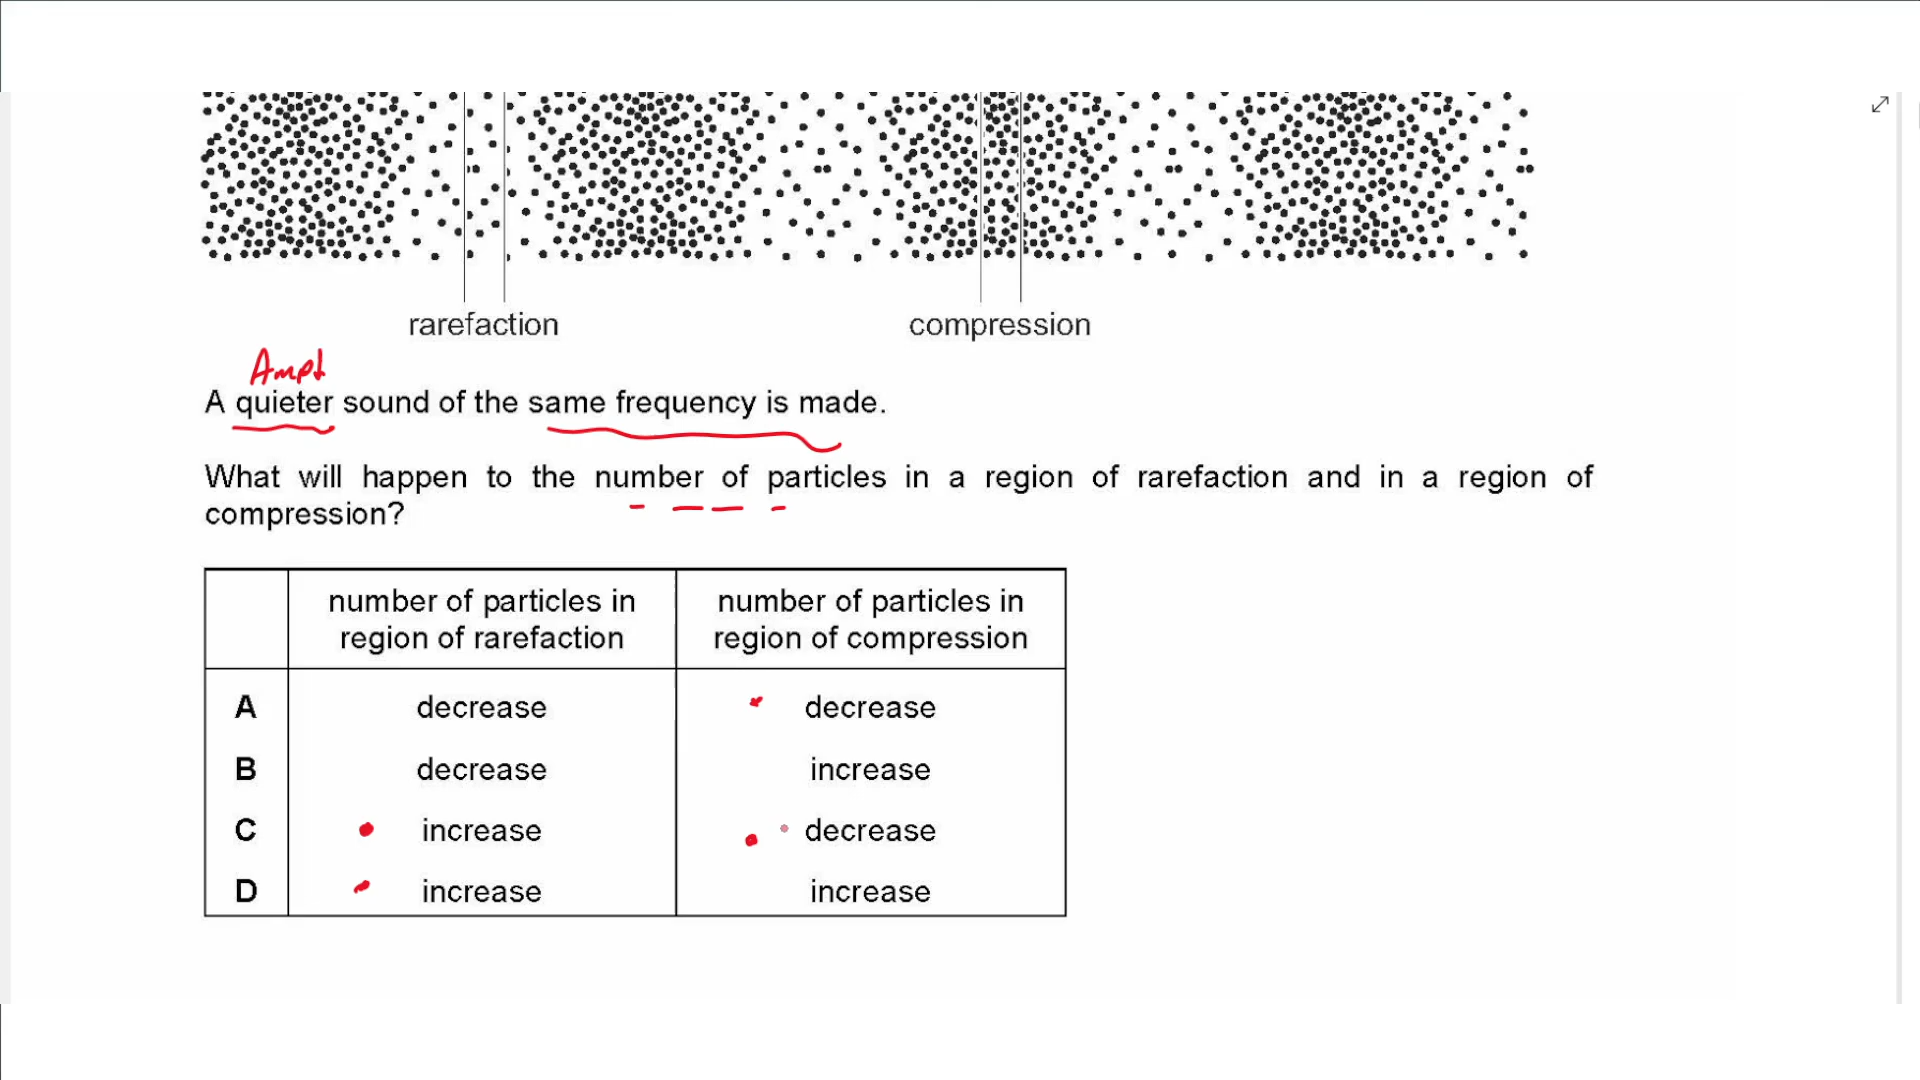 rarefaction compression
Ampt
A quieter sound of the same frequency is made.
What will happen to the number of particles in a region of rarefaction and in a region of
compression?
number of particles in number of particles in
region of rarefaction region of compression
A decrease decrease
B decrease increase
C increase decrease
D increase increase